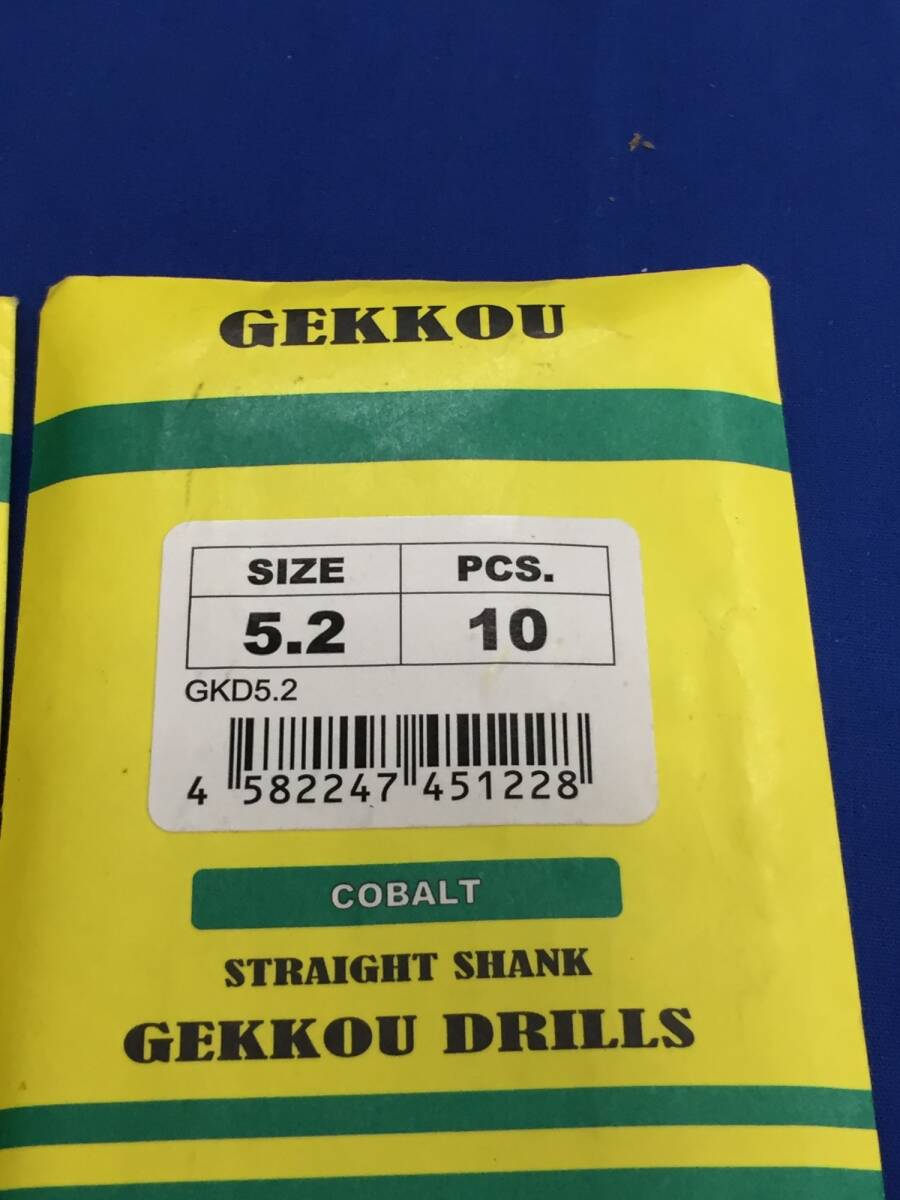 GEKKOU
SIZE PCS.
5.2 10
GKD5.2
4 582247 451228
COBALT
STRAIGHT SHANK
GEKKOU DRILLS